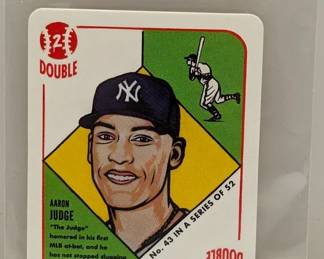 2
DOUBLE
NY
AARON
JUDGE
"The Judge"
homered in his first
MLB at-bat, and he
has not stopped slugging
No. 43 IN A SERIES OF 52
DOUBLE